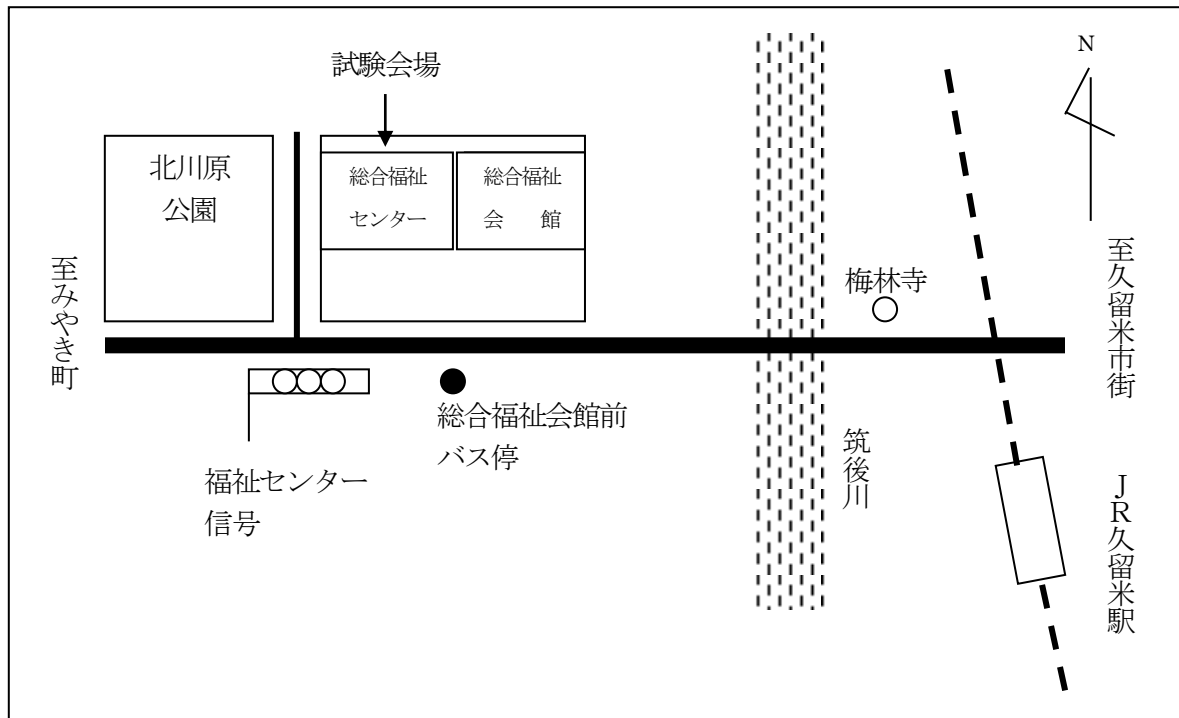 試験会場
N
北川原
公園
総合福祉
センター
総合福祉
会　館
至みやき町
梅林寺
至久留米市街
総合福祉会館前
バス停
福祉センター
信号
筑後川
ＪＲ久留米駅